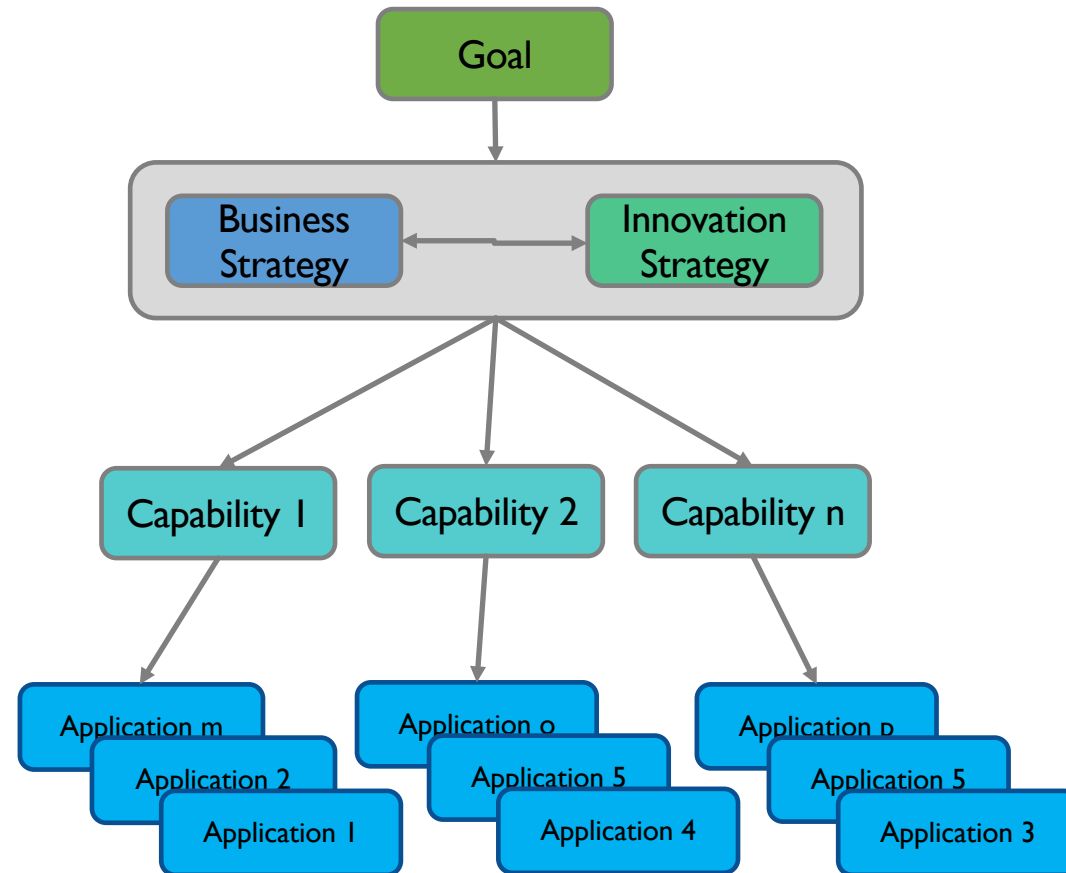 Goal
Business
Strategy
Innovation
Strategy
Capability 1
Capability 2
Capability n
Application m
Application 2
Application 1
Application o
Application 5
Application 4
Application p
Application 5
Application 3